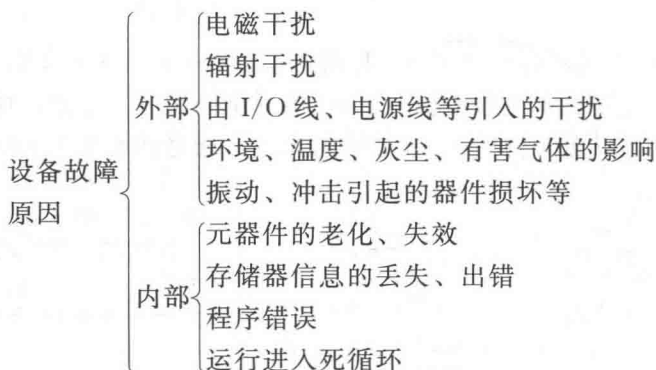 设备故障
原因
外部
电磁干扰
辐射干扰
由I/O线、电源线等引入的干扰
环境、温度、灰尘、有害气体的影响
振动、冲击引起的器件损坏等
内部
元器件的老化、失效
存储器信息的丢失、出错
程序错误
运行进入死循环